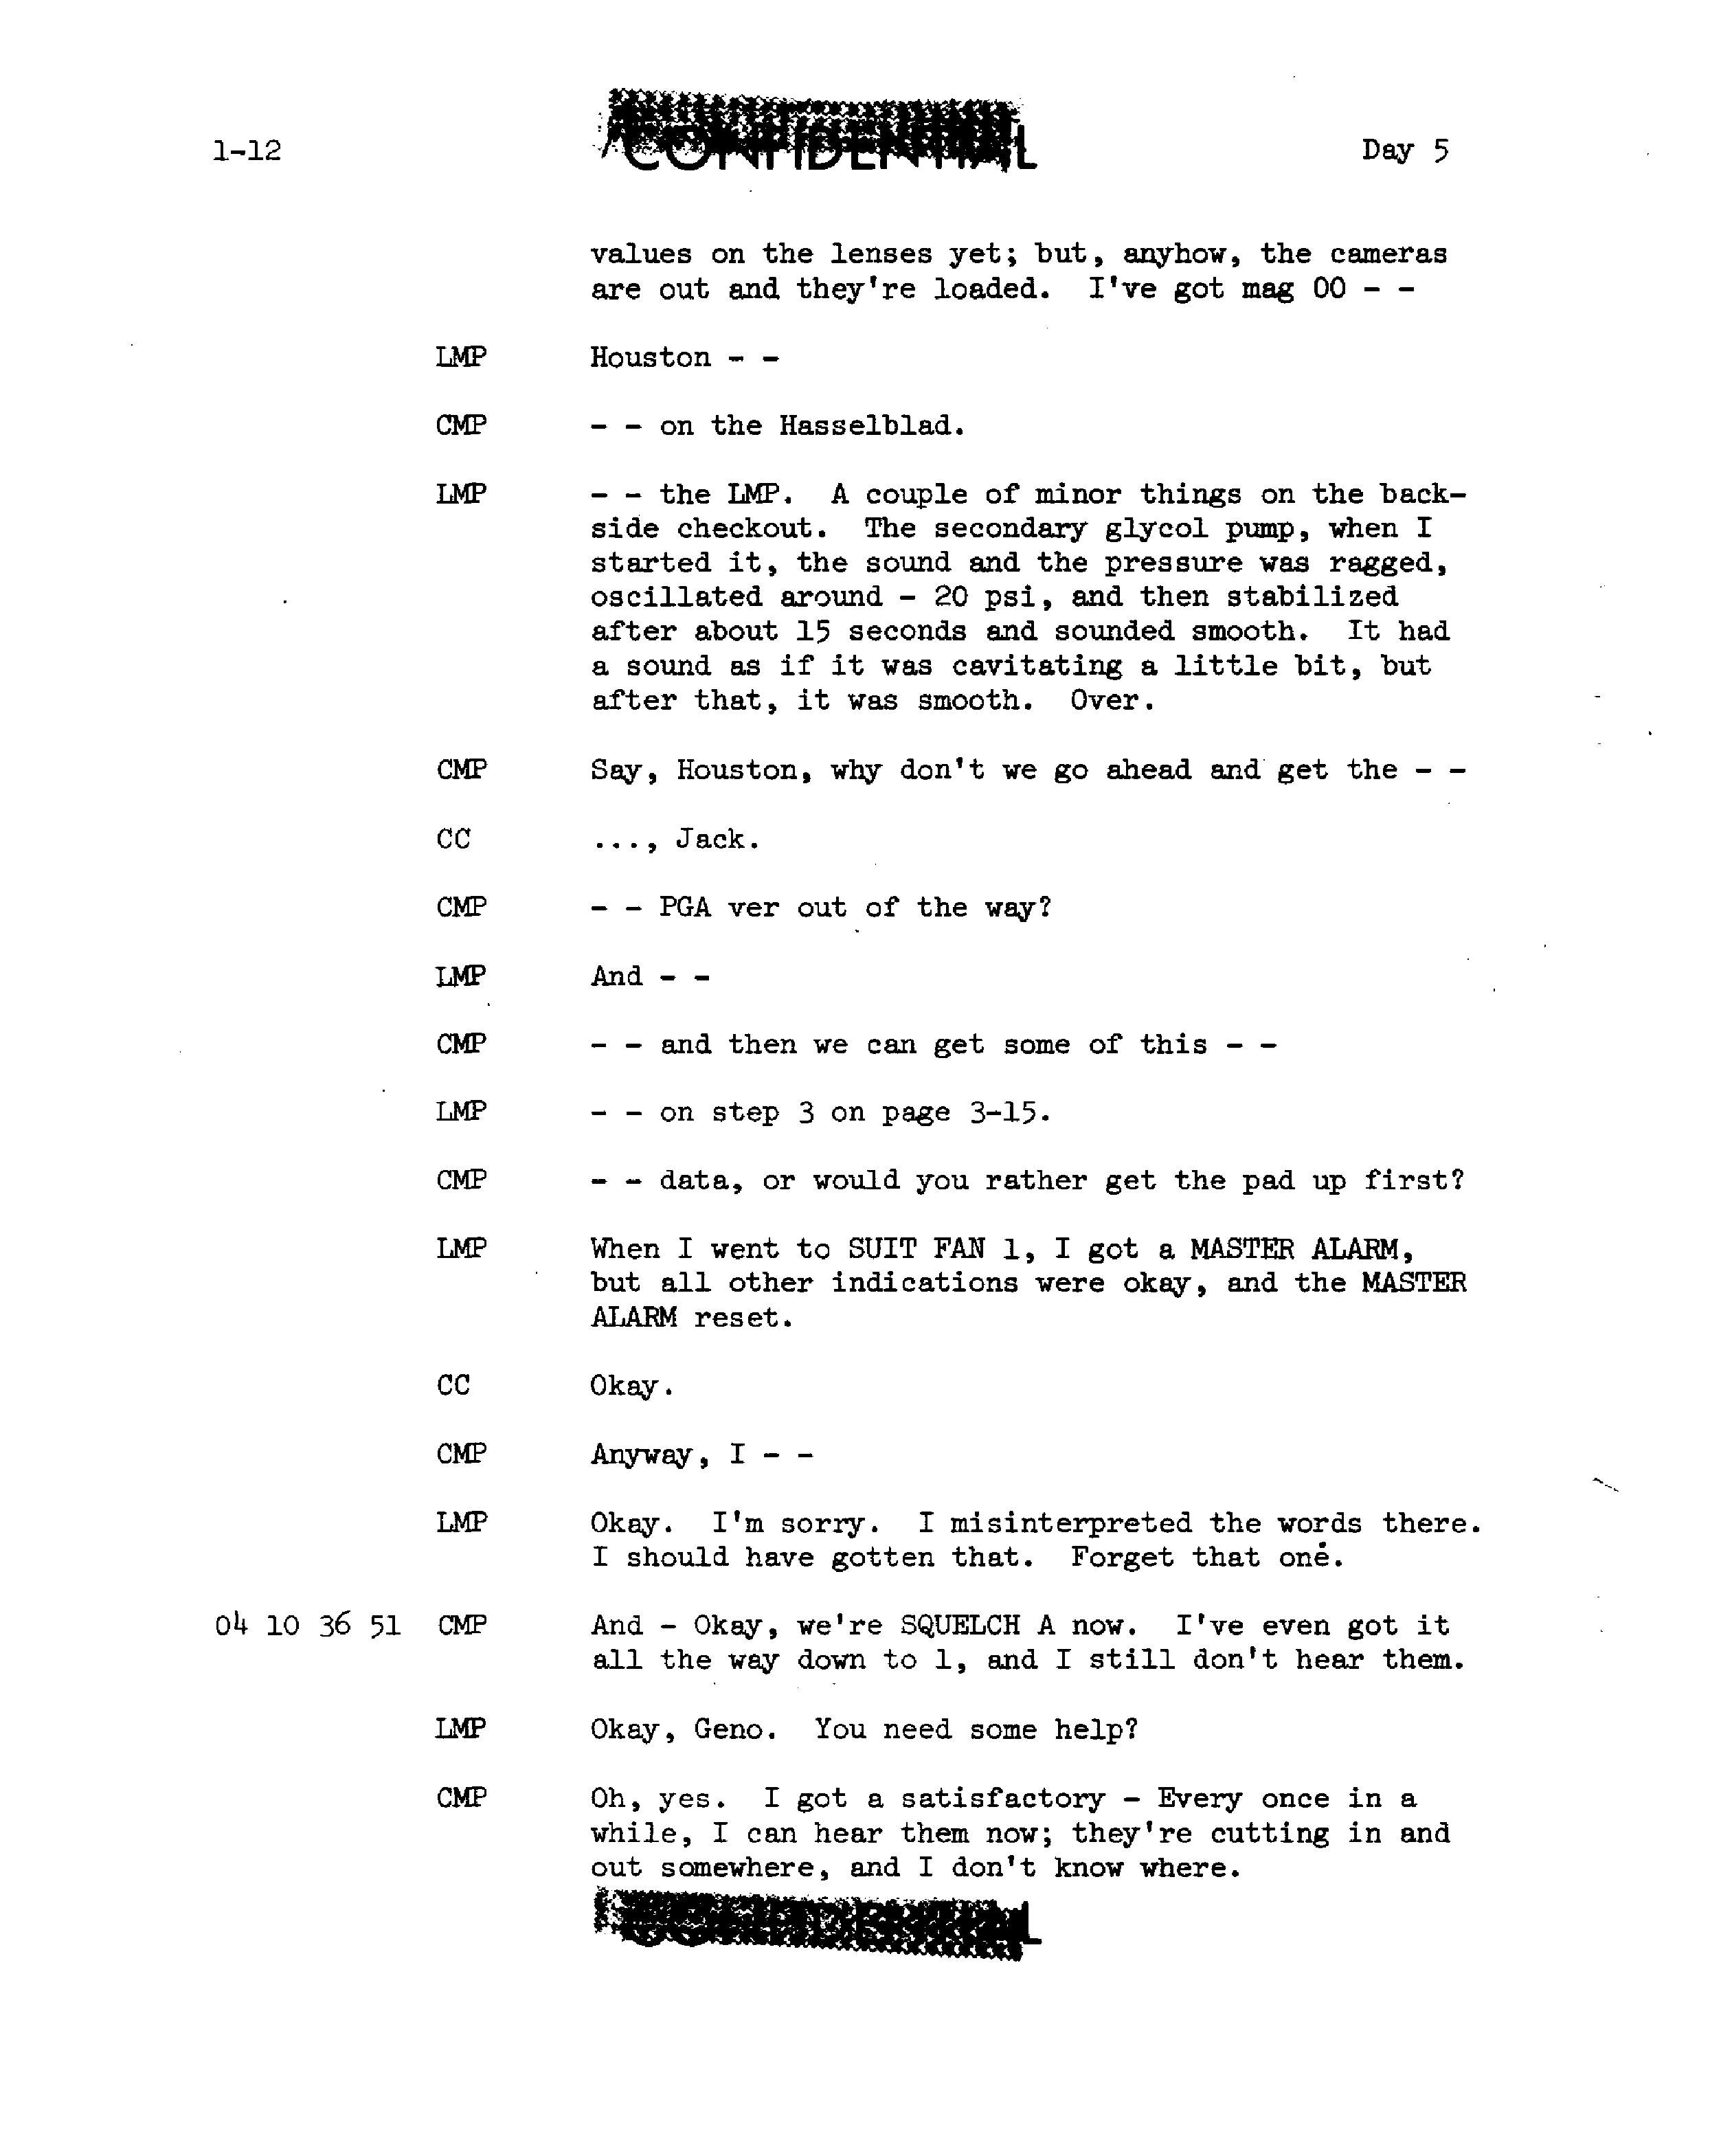 1-12 CONFIDENTIAL Day 5
values on the lenses yet; but, anyhow, the cameras
are out and they're loaded. I've got mag OO - -
LMP Houston - -
CMP - - on the Hasselblad.
LMP - - the LMP. A couple of minor things on the back-
side checkout. The secondary glycol pump, when I
started it, the sound and the pressure was ragged,
oscillated around - 20 psi, and then stabilized
after about 15 seconds and sounded smooth. It had
a sound as if it was cavitating a little bit, but
after that, it was smooth. Over.
CMP Say, Houston, why don't we go ahead and get the - -
CC ..., Jack.
CMP - - PGA ver out of the way?
LMP And - -
CMP - - and then we can get some of this - -
LMP - - on step 3 on page 3-15.
CMP - - data, or would you rather get the pad up first?
LMP When I went to SUIT FAN 1, I got a MASTER ALARM,
but all other indications were okay, and the MASTER
ALARM reset.
CC Okay.
CMP Anyway, I - -
LMP Okay. I'm sorry. I misinterpreted the words there.
I should have gotten that. Forget that one.
04 10 36 51 CMP And - Okay, we're SQUELCH A now. I've even got it
all the way down to 1, and I still don't hear them.
LMP Okay, Geno. You need some help?
CMP Oh, yes. I got a satisfactory - Every once in a
while, I can hear them now; they're cutting in and
out somewhere, and I don't know where.
CONFIDENTIAL